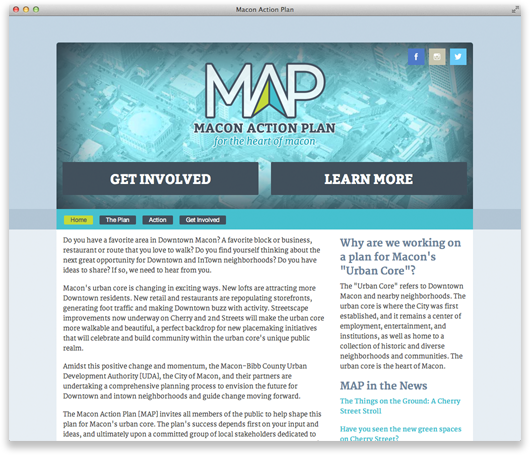 Macon Action Plan
MAP
MACON ACTION PLAN
for the heart of macon
GET INVOLVED
LEARN MORE
Home
The Plan
Action
Get Involved
Do you have a favorite area in Downtown Macon? A favorite block or business,
restaurant or route that you love to walk? Do you find yourself thinking about the
next great opportunity for Downtown and InTown neighborhoods? Do you have
ideas to share? If so, we need to hear from you.
Macon's urban core is changing in exciting ways. New lofts are attracting more
Downtown residents. New retail and restaurants are repopulating storefronts,
generating foot traffic and making Downtown buzz with activity. Streetscape
improvements now underway on Cherry and 2nd Streets will make the urban core
more walkable and beautiful, a perfect backdrop for new placemaking initiatives
that will celebrate and build community within the urban core's unique public
realm.
Amidst this positive change and momentum, the Macon-Bibb County Urban
Development Authority [UDA], the City of Macon, and their partners are
undertaking a comprehensive planning process to envision the future for
Downtown and intown neighborhoods and guide change moving forward.
The Macon Action Plan [MAP] invites all members of the public to help shape this
plan for Macon's urban core. The plan's success depends first on your input and
ideas, and ultimately upon a committed group of local stakeholders dedicated to
Why are we working on
a plan for Macon's
"Urban Core"?
The "Urban Core" refers to Downtown
Macon and nearby neighborhoods. The
urban core is where the City was first
established, and it remains a center of
employment, entertainment, and
institutions, as well as home to a
collection of historic and diverse
neighborhoods and communities. The
urban core is the heart of Macon.
MAP in the News
The Things on the Ground: A Cherry
Street Stroll
Have you seen the new green spaces
on Cherry Street?